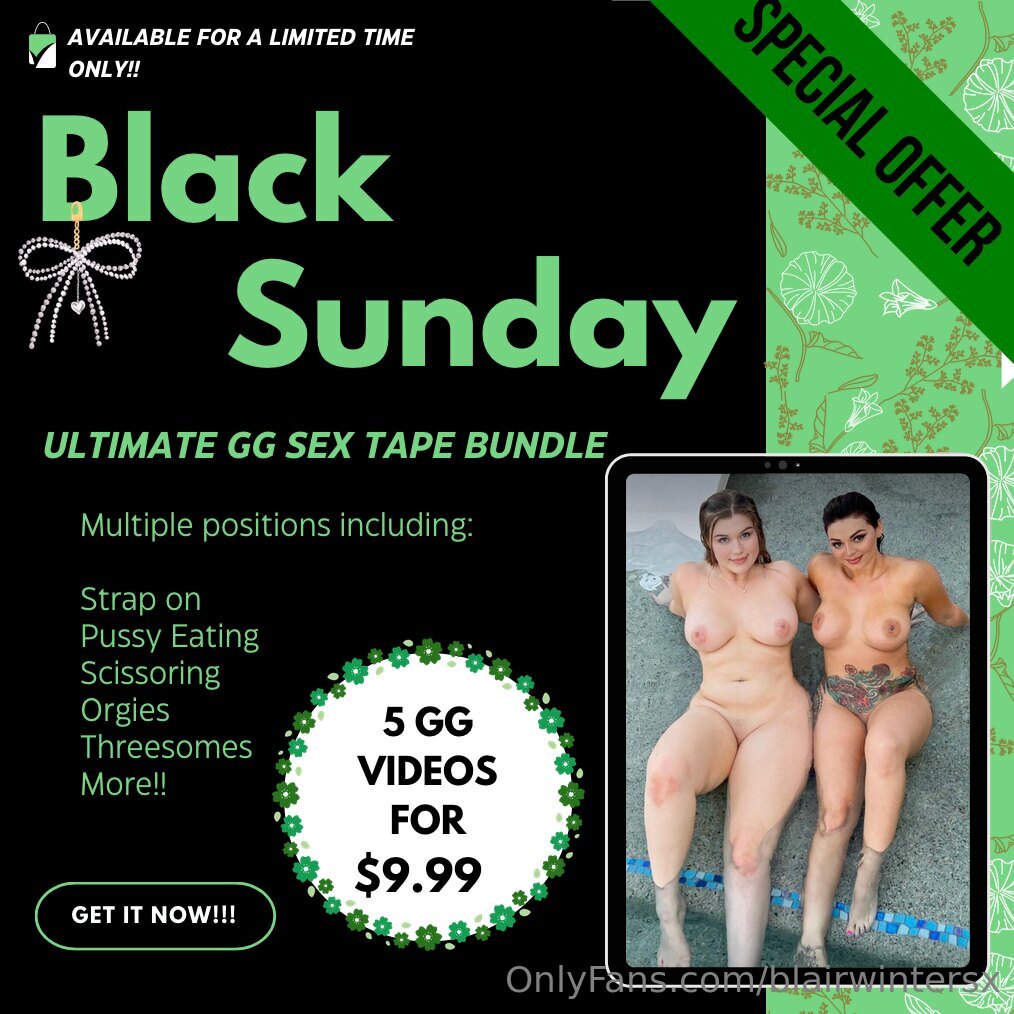 AVAILABLE FOR A LIMITED TIME
ONLY!!
SPECIAL OFFER
Black
Sunday
ULTIMATE GG SEX TAPE BUNDLE
Multiple positions including:
Strap on
Pussy Eating
Scissoring
Orgies
Threesomes
More!!
5 GG
VIDEOS
FOR
$9.99
GET IT NOW!!!
OnlyFans.com/blairwintersx